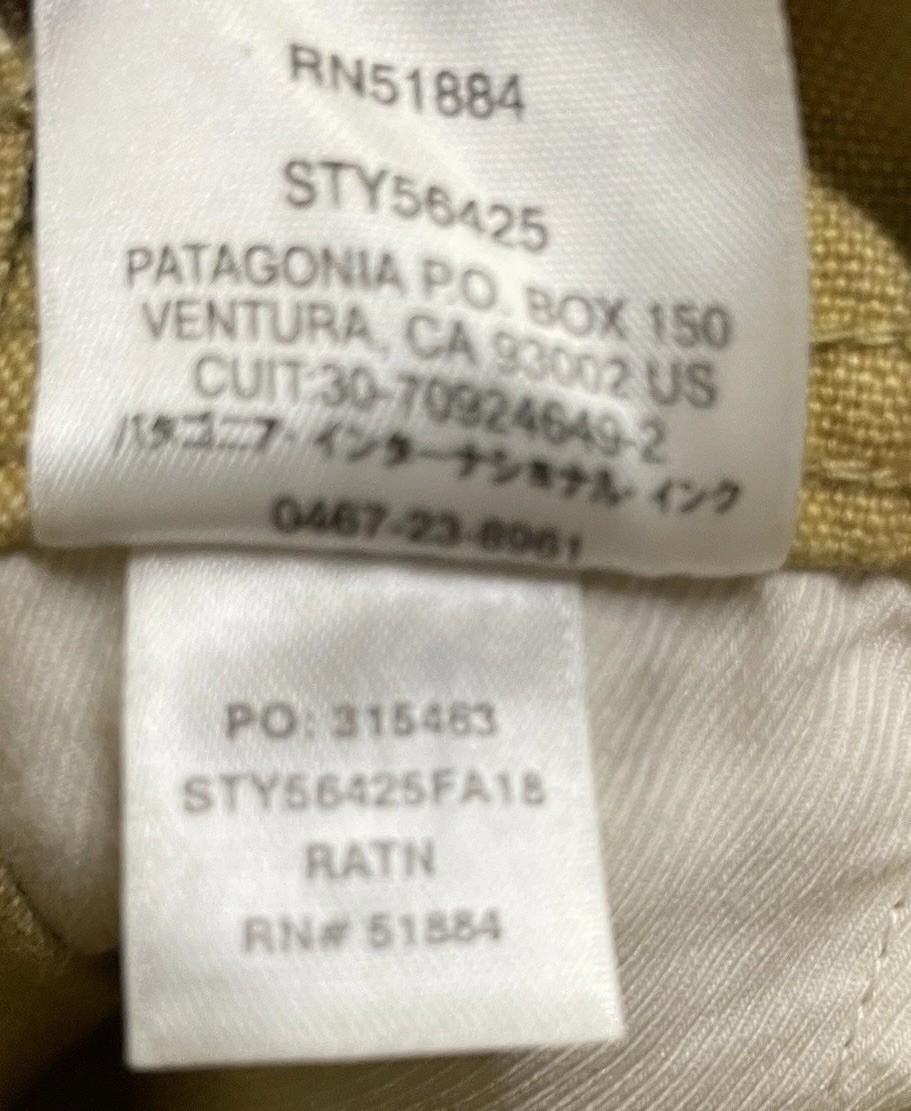 RN51884
STY56425
PATAGONIA P.O. BOX 150
VENTURA, CA 93002 US
CUIT:30-70924649-2
パタゴニア・インターナショナル・インク
0467-23-8961
PO: 315463
STY56425FA18
RATN
RN# 51884